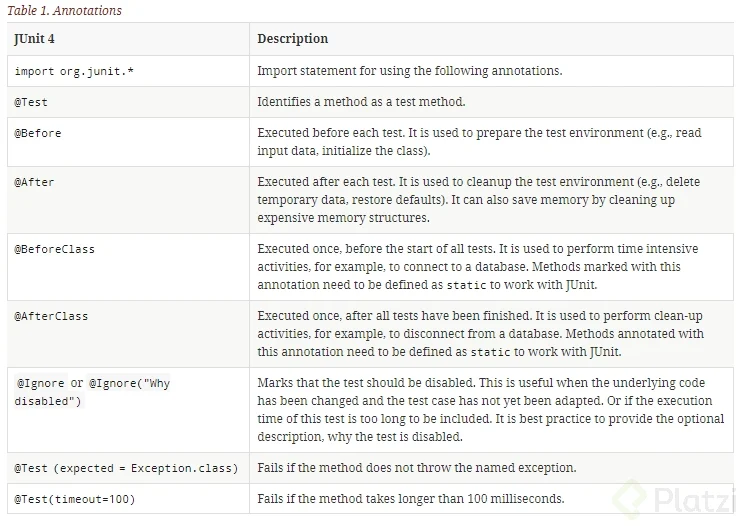 Table 1. Annotations
JUnit 4 Description
import org.junit.* Import statement for using the following annotations.
@Test Identifies a method as a test method.
@Before Executed before each test. It is used to prepare the test environment (e.g., read
input data, initialize the class).
@After Executed after each test. It is used to cleanup the test environment (e.g., delete
temporary data, restore defaults). It can also save memory by cleaning up
expensive memory structures.
@BeforeClass Executed once, before the start of all tests. It is used to perform time intensive
activities, for example, to connect to a database. Methods marked with this
annotation need to be defined as static to work with JUnit.
@AfterClass Executed once, after all tests have been finished. It is used to perform clean-up
activities, for example, to disconnect from a database. Methods annotated with
this annotation need to be defined as static to work with JUnit.
@Ignore or @Ignore("Why Marks that the test should be disabled. This is useful when the underlying code
disabled") has been changed and the test case has not yet been adapted. Or if the execution
time of this test is too long to be included. It is best practice to provide the optional
description, why the test is disabled.
@Test (expected = Exception.class) Fails if the method does not throw the named exception.
@Test(timeout=100) Fails if the method takes longer than 100 milliseconds.
Platzi